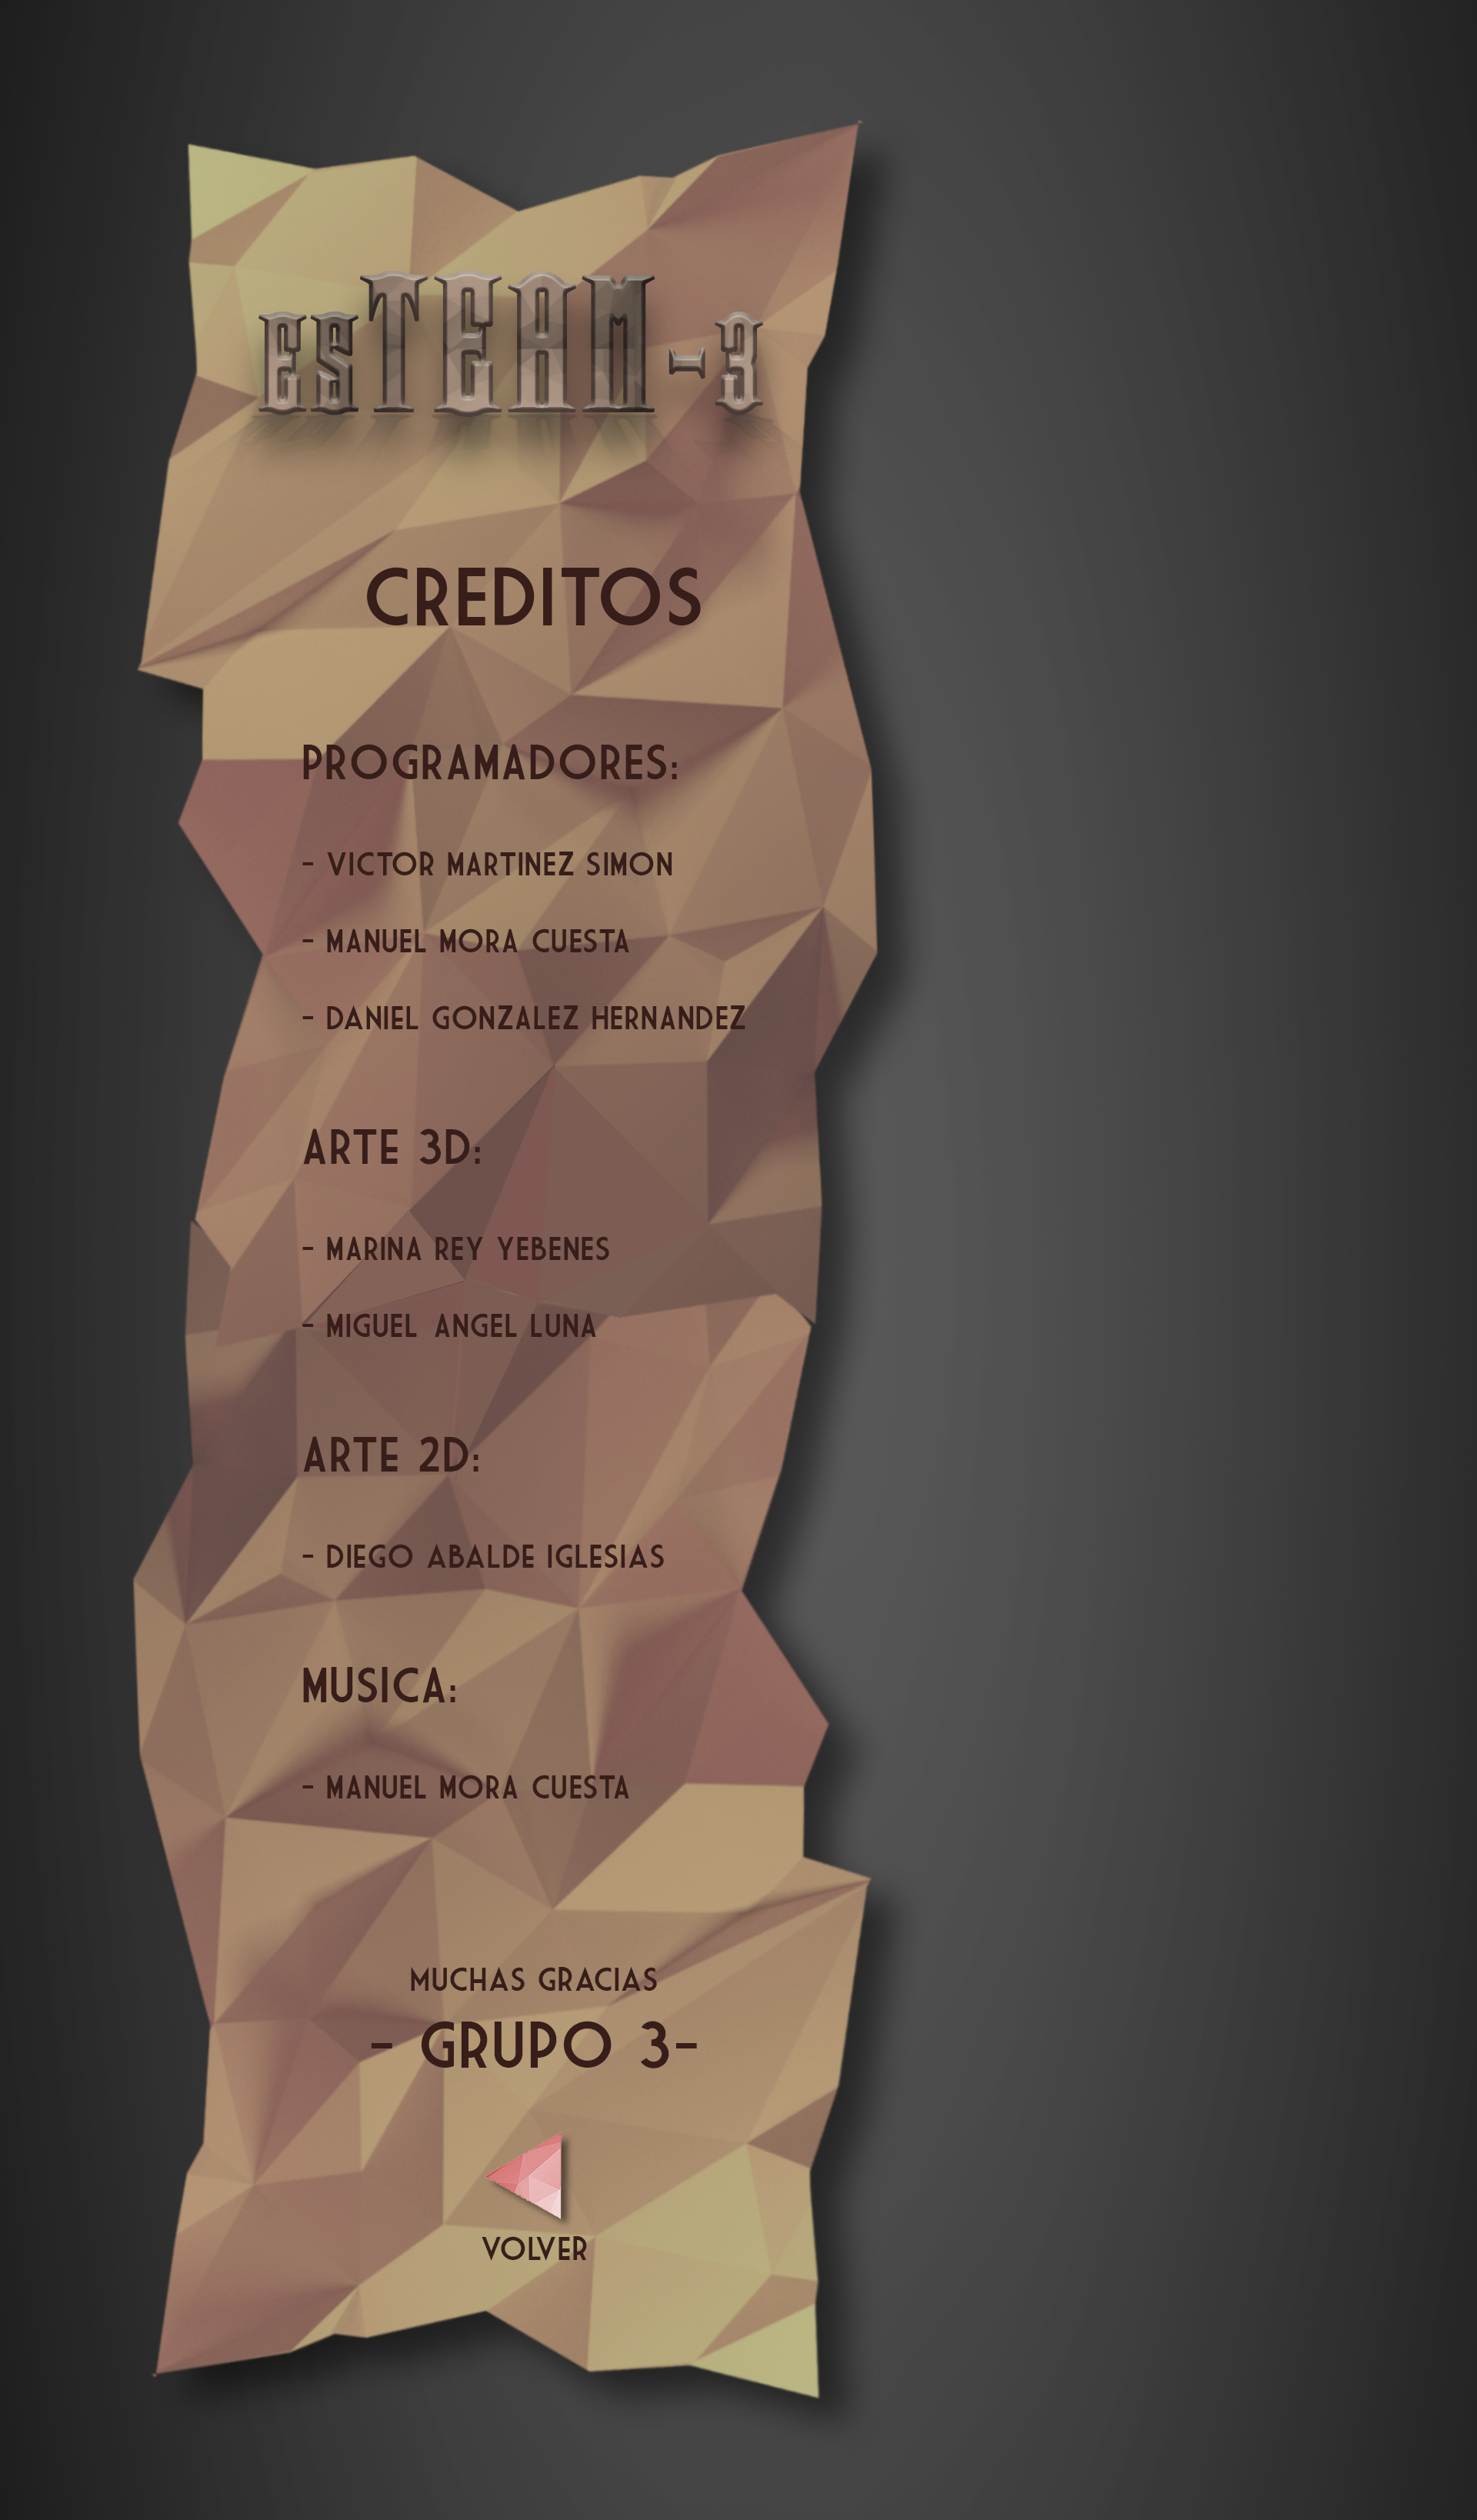 esTEAM-3
CREDITOS
PROGRAMADORES:
- VICTOR MARTINEZ SIMON
- MANUEL MORA CUESTA
- DANIEL GONZALEZ HERNANDEZ
ARTE 3D:
- MARINA REY YEBENES
- MIGUEL ANGEL LUNA
ARTE 2D:
- DIEGO ABALDE IGLESIAS
MUSICA:
- MANUEL MORA CUESTA
MUCHAS GRACIAS
- GRUPO 3-
VOLVER